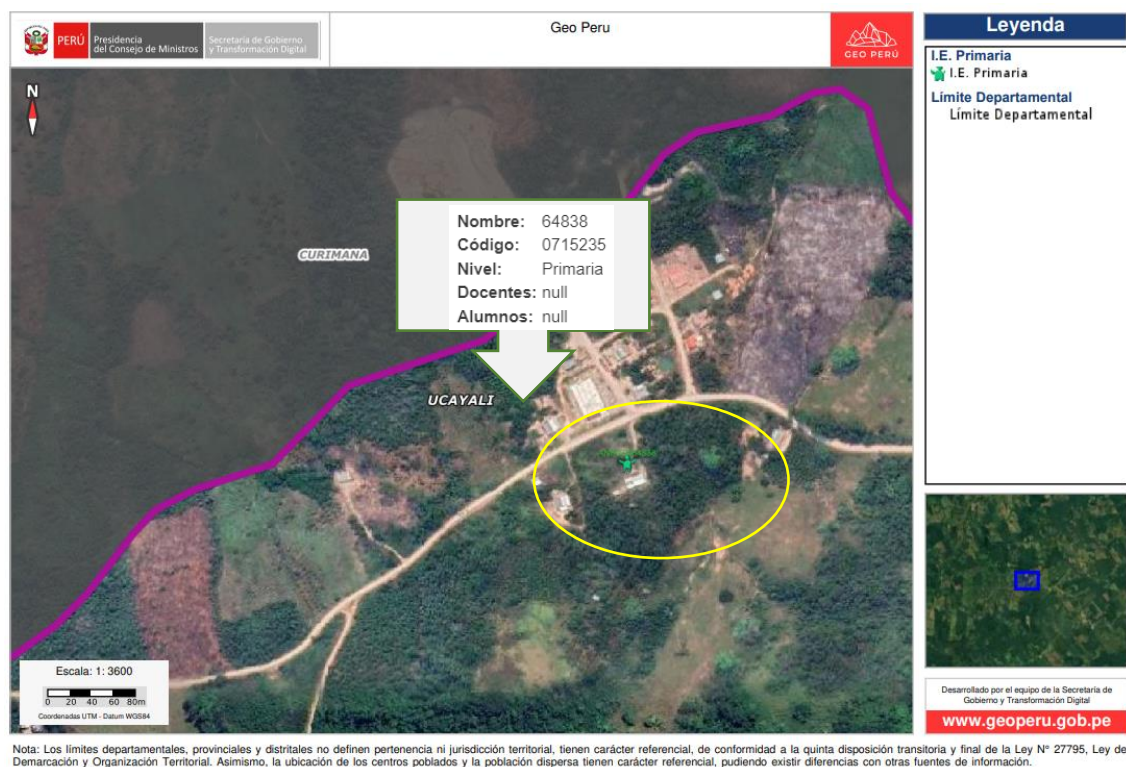 PERÚ
Presidencia
del Consejo de Ministros
Secretaría de Gobierno
y Transformación Digital
Geo Peru
GEO PERÚ
Leyenda
I.E. Primaria
I.E. Primaria
Límite Departamental
Límite Departamental
N
Nombre: 64838
Código: 0715235
Nivel: Primaria
Docentes: null
Alumnos: null
CURIMANA
UCAYALI
Escala: 1: 3600
0 20 40 60 80m
Coordenadas UTM - Datum WGS84
Desarrollado por el equipo de la Secretaría de
Gobierno y Transformación Digital
www.geoperu.gob.pe
Nota: Los límites departamentales, provinciales y distritales no definen pertenencia ni jurisdicción territorial, tienen carácter referencial, de conformidad a la quinta disposición transitoria y final de la Ley N° 27795, Ley de
Demarcación y Organización Territorial. Asimismo, la ubicación de los centros poblados y la población dispersa tienen carácter referencial, pudiendo existir diferencias con otras fuentes de información.